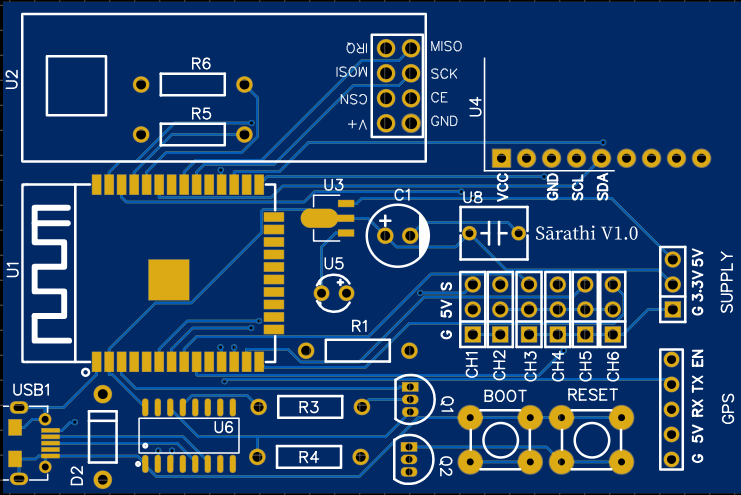 U2
R6
R5
IRQ
MISO
MOSI
SCK
CSN
CE
V+
GND
U4
VCC
GND
SCL
SDA
U1
U3
C1
U8
Sārathi V1.0
U5
R1
G 5V S
CH1
CH2
CH3
CH4
CH5
CH6
G 3.3V 5V
SUPPLY
USB1
D2
R3
U6
R4
Q1
Q2
BOOT
RESET
G 5V RX TX EN
GPS